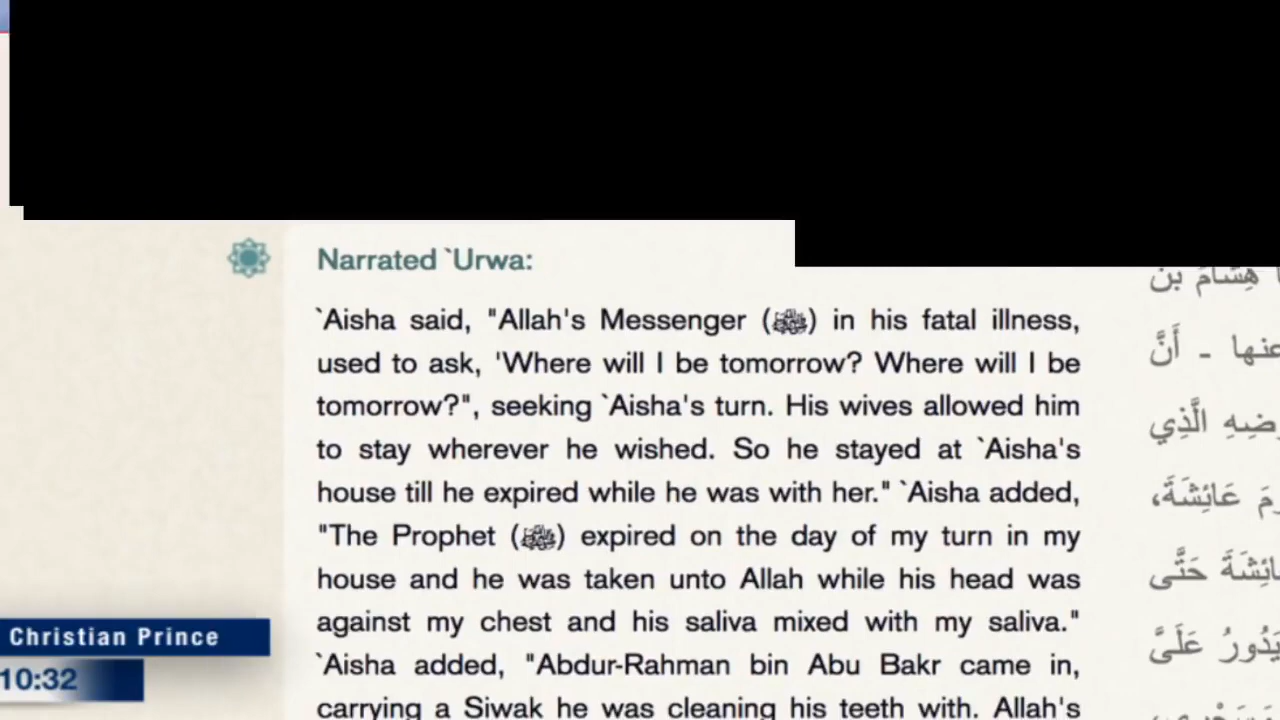 Narrated `Urwa:
`Aisha said, "Allah's Messenger (ﷺ) in his fatal illness,
used to ask, 'Where will I be tomorrow? Where will I be
tomorrow?", seeking `Aisha's turn. His wives allowed him
to stay wherever he wished. So he stayed at `Aisha's
house till he expired while he was with her." `Aisha added,
"The Prophet (ﷺ) expired on the day of my turn in my
house and he was taken unto Allah while his head was
against my chest and his saliva mixed with my saliva."
`Aisha added, "Abdur-Rahman bin Abu Bakr came in,
carrying a Siwak he was cleaning his teeth with. Allah's
هِشَامُ بْنُ
عنها ـ أَنَّ
الَّذِي
عَائِشَةَ،
حَتَّى
يَدُورُ عَلَىَّ
Christian Prince
10:32